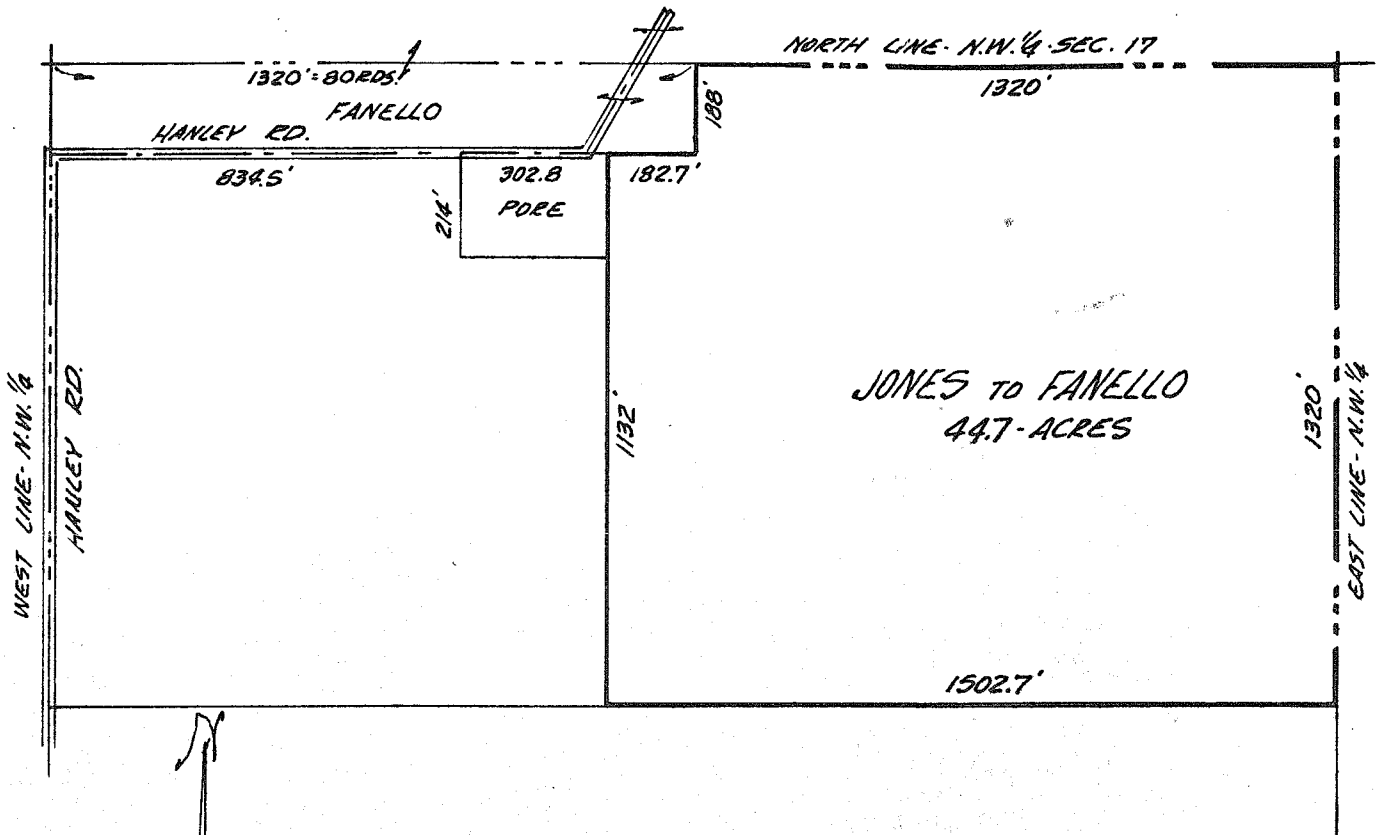 NORTH LINE - N.W. 1/4 - SEC. 17
1320' = 80 RDS.
1320'
FANELLO
188'
HANLEY RD.
834.5'
302.8
182.7'
PORE
214'
WEST LINE - N.W. 1/4
HANLEY RD.
1132'
JONES TO FANELLO
44.7 - ACRES
1320'
EAST LINE - N.W. 1/4
1502.7'
N